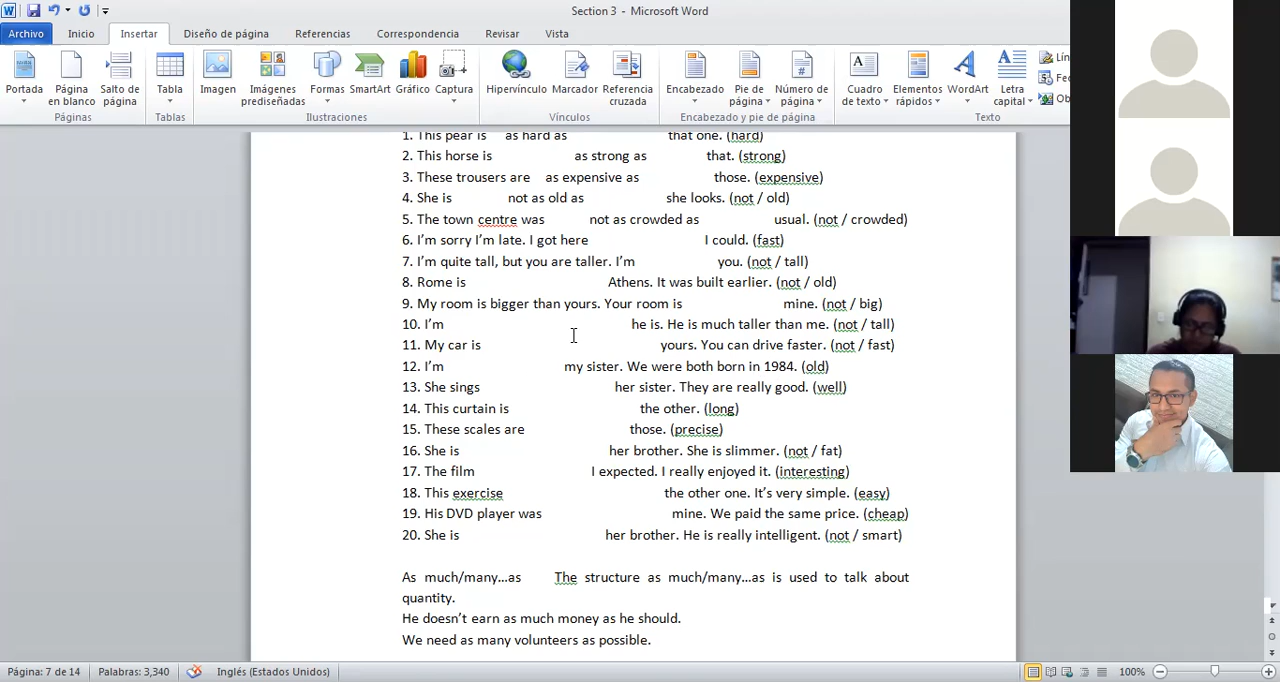 Section 3 - Microsoft Word
Archivo Inicio Insertar Diseño de página Referencias Correspondencia Revisar Vista
Portada Página en blanco Salto de página Tabla Imagen Imágenes prediseñadas Formas SmartArt Gráfico Captura Hipervínculo Marcador Referencia cruzada Encabezado Pie de página Número de página Cuadro de texto Elementos rápidos WordArt Letra capital
Páginas Tablas Ilustraciones Vínculos Encabezado y pie de página Texto
1. This pear is as hard as that one. (hard)
2. This horse is as strong as that. (strong)
3. These trousers are as expensive as those. (expensive)
4. She is not as old as she looks. (not / old)
5. The town centre was not as crowded as usual. (not / crowded)
6. I'm sorry I'm late. I got here I could. (fast)
7. I'm quite tall, but you are taller. I'm you. (not / tall)
8. Rome is Athens. It was built earlier. (not / old)
9. My room is bigger than yours. Your room is mine. (not / big)
10. I'm he is. He is much taller than me. (not / tall)
11. My car is yours. You can drive faster. (not / fast)
12. I'm my sister. We were both born in 1984. (old)
13. She sings her sister. They are really good. (well)
14. This curtain is the other. (long)
15. These scales are those. (precise)
16. She is her brother. She is slimmer. (not / fat)
17. The film I expected. I really enjoyed it. (interesting)
18. This exercise the other one. It's very simple. (easy)
19. His DVD player was mine. We paid the same price. (cheap)
20. She is her brother. He is really intelligent. (not / smart)
As much/many…as The structure as much/many…as is used to talk about
quantity.
He doesn't earn as much money as he should.
We need as many volunteers as possible.
Página: 7 de 14 Palabras: 3,340 Inglés (Estados Unidos) 100%